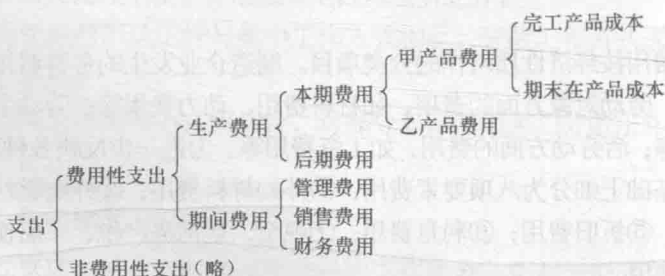 完工产品成本
甲产品费用
期末在产品成本
本期费用
乙产品费用
生产费用
后期费用
费用性支出
管理费用
期间费用
销售费用
支出
财务费用
非费用性支出(略)